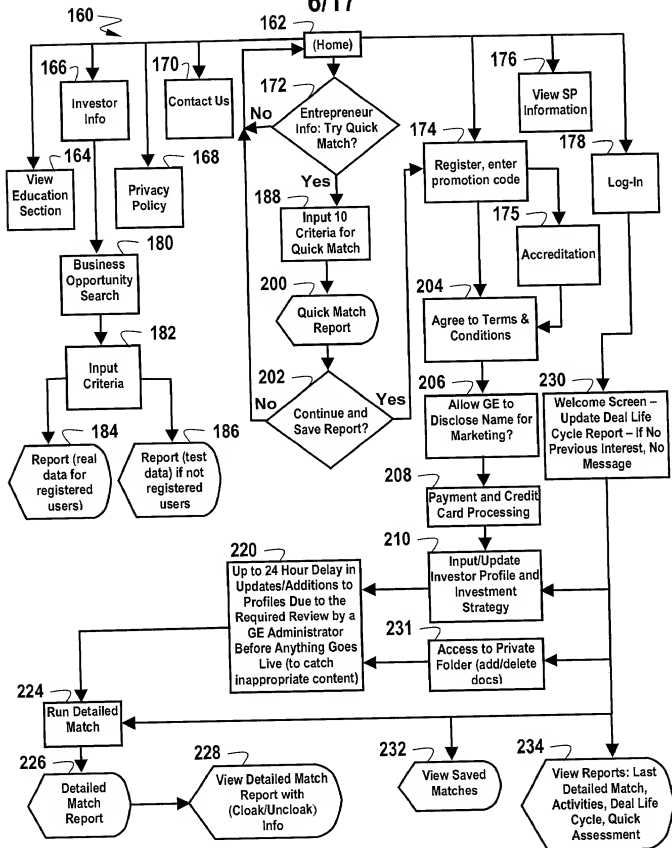 6/17
160
162
(Home)
166
Investor
Info
170
Contact Us
172
Entrepreneur
Info: Try Quick
Match?
No
Yes
176
View SP
Information
174
Register, enter
promotion code
178
Log-In
164
View
Education
Section
168
Privacy
Policy
188
Input 10
Criteria for
Quick Match
175
Accreditation
180
Business
Opportunity
Search
200
Quick Match
Report
204
Agree to Terms &
Conditions
182
Input
Criteria
202
Continue and
Save Report?
No
Yes
206
Allow GE to
Disclose Name for
Marketing?
230
Welcome Screen –
Update Deal Life
Cycle Report – If No
Previous Interest, No
Message
184
Report (real
data for
registered
users)
186
Report (test
data) if not
registered
users
208
Payment and Credit
Card Processing
210
Input/Update
Investor Profile and
Investment
Strategy
220
Up to 24 Hour Delay in
Updates/Additions to
Profiles Due to the
Required Review by a
GE Administrator
Before Anything Goes
Live (to catch
inappropriate content)
231
Access to Private
Folder (add/delete
docs)
224
Run Detailed
Match
226
Detailed
Match
Report
228
View Detailed Match
Report with
(Cloak/Uncloak)
Info
232
View Saved
Matches
234
View Reports: Last
Detailed Match,
Activities, Deal Life
Cycle, Quick
Assessment